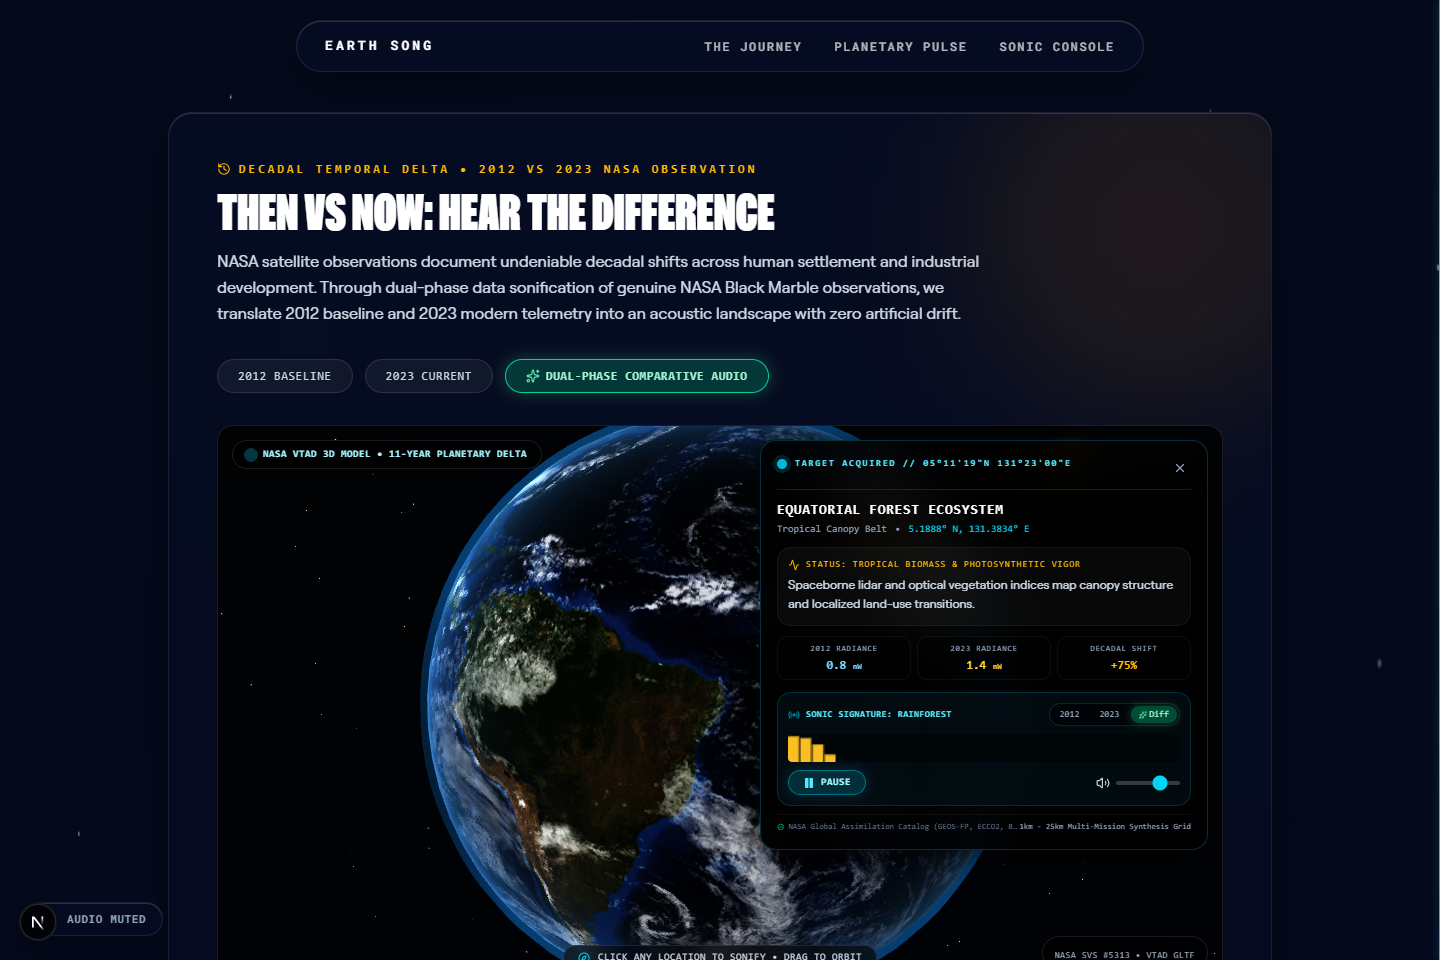 EARTH SONG
THE JOURNEY
PLANETARY PULSE
SONIC CONSOLE
DECADAL TEMPORAL DELTA • 2012 VS 2023 NASA OBSERVATION
THEN VS NOW: HEAR THE DIFFERENCE
NASA satellite observations document undeniable decadal shifts across human settlement and industrial
development. Through dual-phase data sonification of genuine NASA Black Marble observations, we
translate 2012 baseline and 2023 modern telemetry into an acoustic landscape with zero artificial drift.
2012 BASELINE
2023 CURRENT
DUAL-PHASE COMPARATIVE AUDIO
NASA VTAD 3D MODEL • 11-YEAR PLANETARY DELTA
TARGET ACQUIRED // 05°11'19"N 131°23'00"E
EQUATORIAL FOREST ECOSYSTEM
Tropical Canopy Belt • 5.1888° N, 131.3834° E
STATUS: TROPICAL BIOMASS & PHOTOSYNTHETIC VIGOR
Spaceborne lidar and optical vegetation indices map canopy structure
and localized land-use transitions.
2012 RADIANCE
0.8 nW
2023 RADIANCE
1.4 nW
DECADAL SHIFT
+75%
SONIC SIGNATURE: RAINFOREST
2012
2023
Diff
PAUSE
NASA Global Assimilation Catalog (GEOS-FP, ECCO2, B…
1km - 25km Multi-Mission Synthesis Grid
N
AUDIO MUTED
CLICK ANY LOCATION TO SONIFY • DRAG TO ORBIT
NASA SVS #5313 • VTAD GLTF